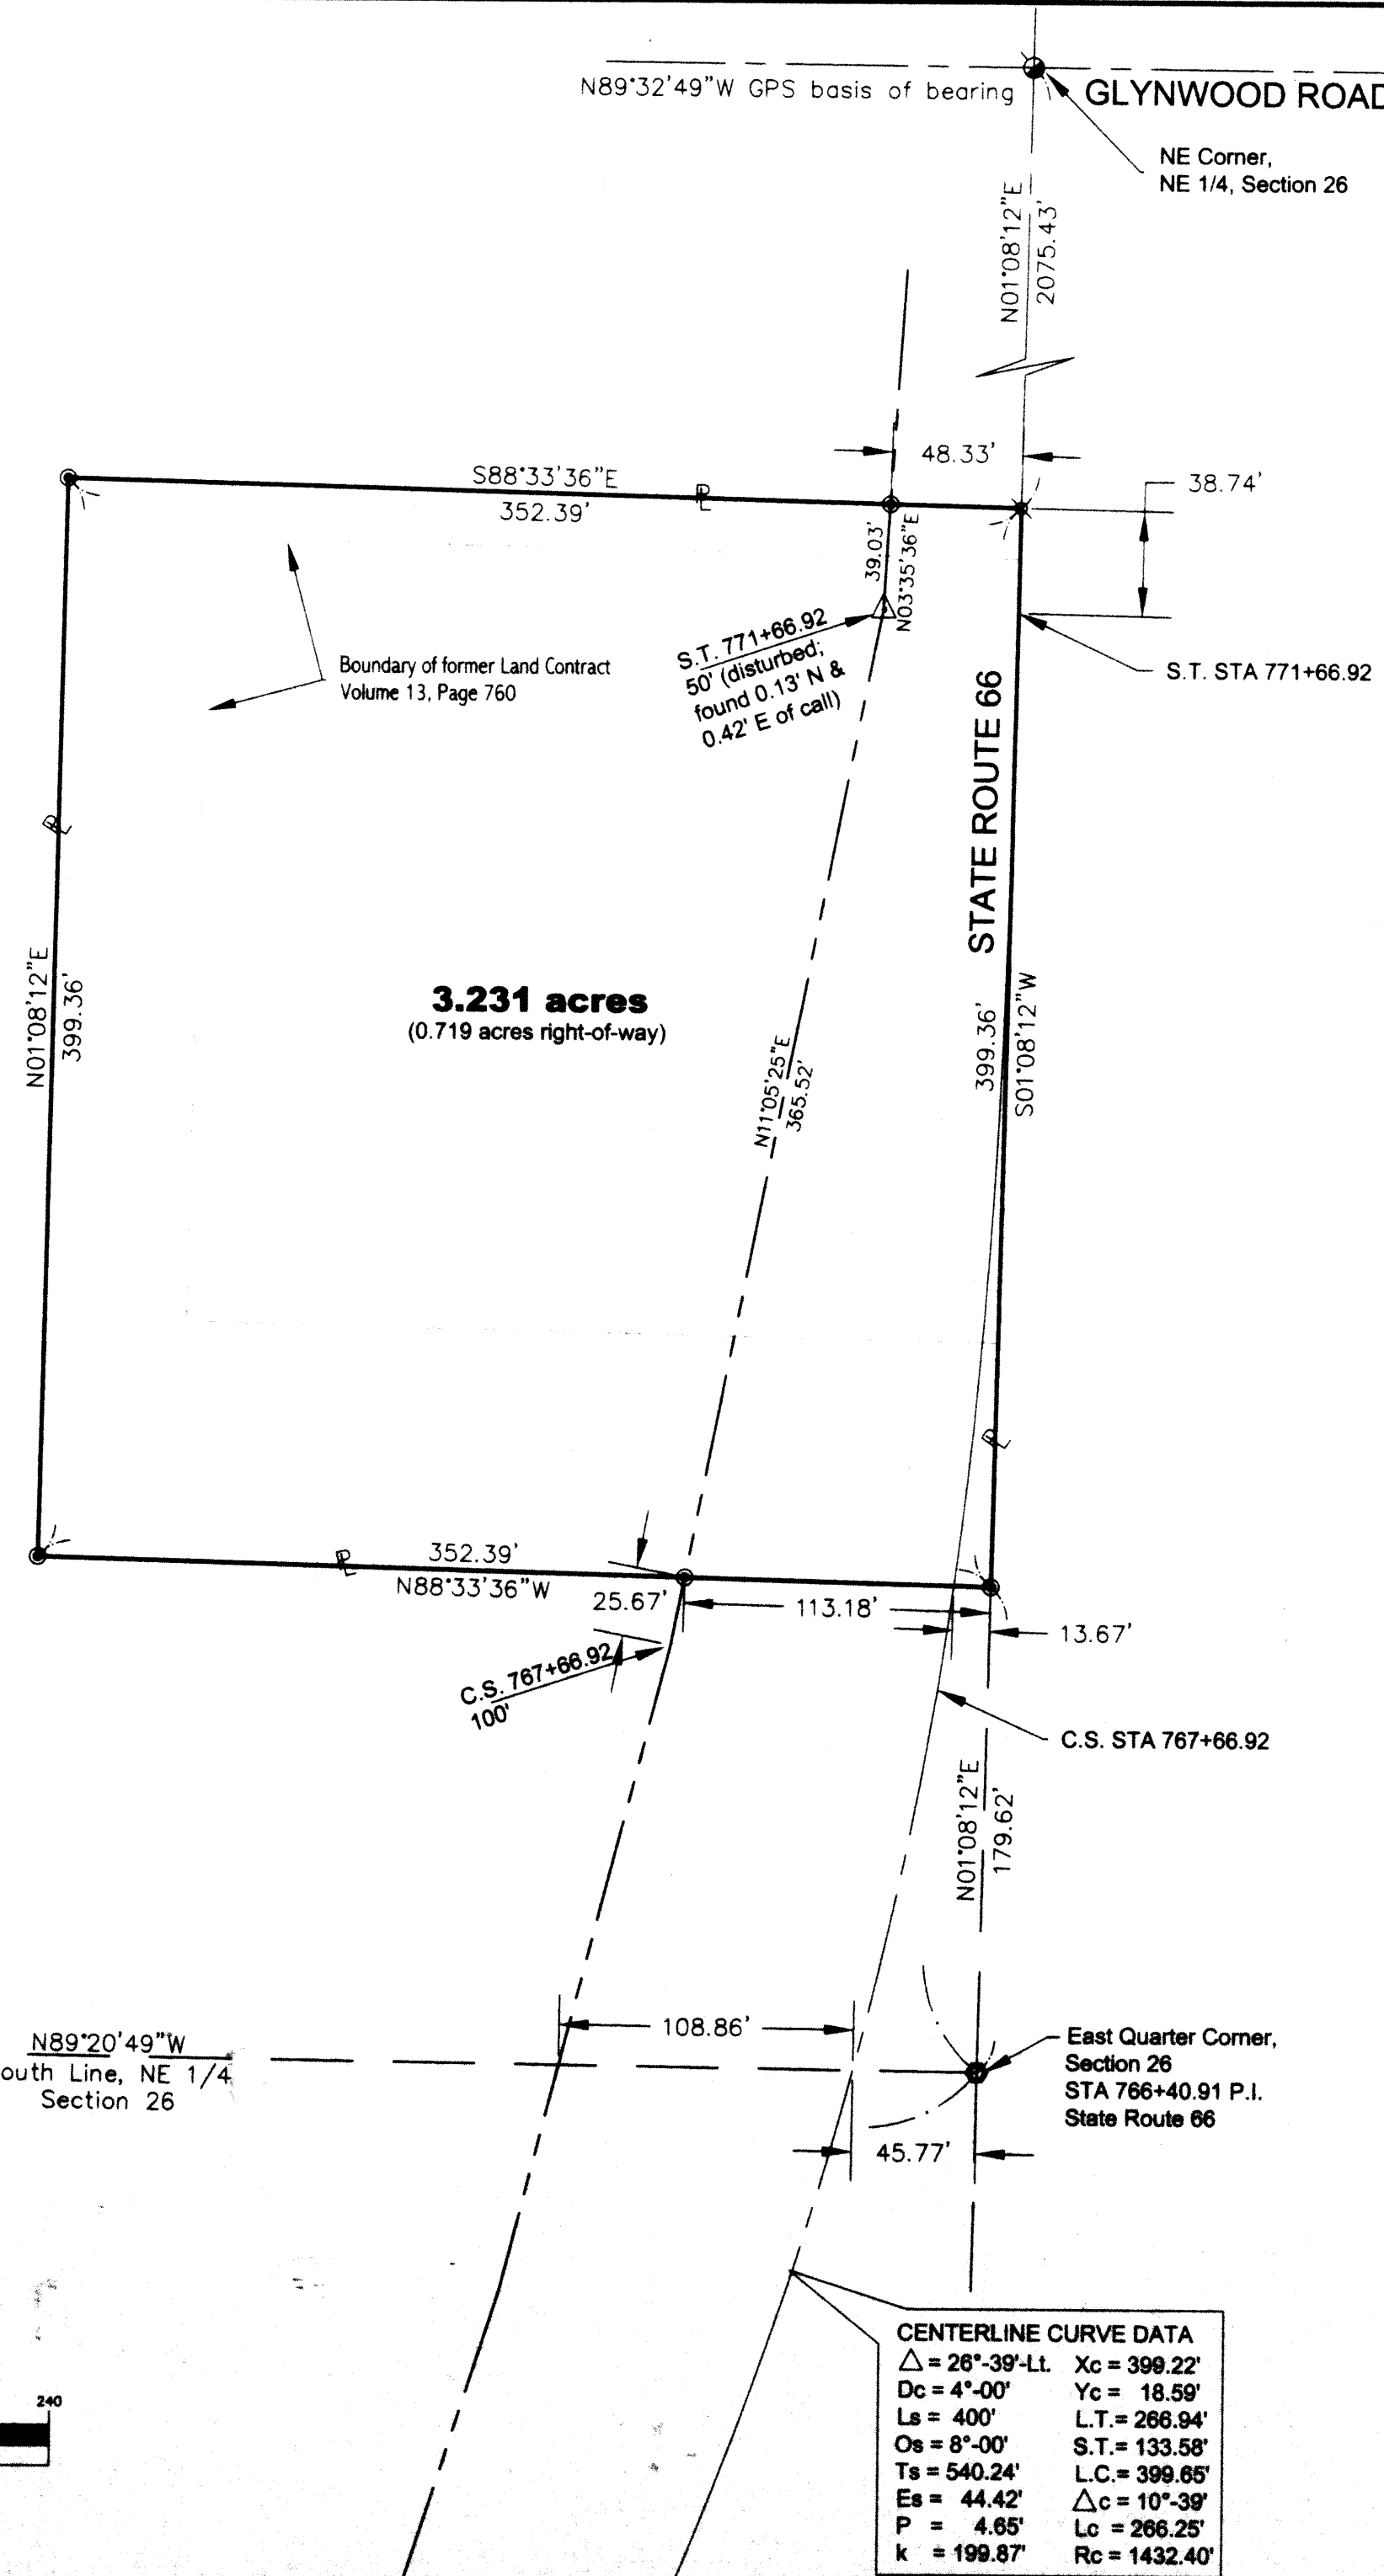 N89°32'49"W GPS basis of bearing
GLYNWOOD ROAD
NE Corner,
NE 1/4, Section 26
N01°08'12"E
2075.43'
48.33'
38.74'
S88°33'36"E
352.39'
39.03'
N03°35'36"E
S.T. 771+66.92
50' (disturbed;
found 0.13' N &
0.42' E of call)
S.T. STA 771+66.92
Boundary of former Land Contract
Volume 13, Page 760
STATE ROUTE 66
N01°08'12"E
399.36'
3.231 acres
(0.719 acres right-of-way)
N11°05'25"E
365.52'
399.36'
S01°08'12"W
352.39'
N88°33'36"W
25.67'
113.18'
13.67'
C.S. 767+66.92
100'
C.S. STA 767+66.92
N01°08'12"E
179.62'
108.86'
N89°20'49"W
outh Line, NE 1/4
Section 26
East Quarter Corner,
Section 26
STA 766+40.91 P.I.
State Route 66
45.77'
240
CENTERLINE CURVE DATA
△ = 26°-39'-Lt. Xc = 399.22'
Dc = 4°-00' Yc = 18.59'
Ls = 400' L.T.= 266.94'
Os = 8°-00' S.T.= 133.58'
Ts = 540.24' L.C.= 399.65'
Es = 44.42' △c = 10°-39'
P = 4.65' Lc = 266.25'
k = 199.87' Rc = 1432.40'